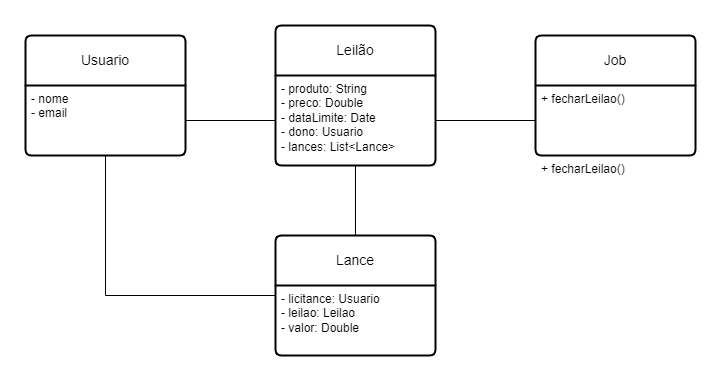 Usuario
- nome
- email
Leilão
- produto: String
- preco: Double
- dataLimite: Date
- dono: Usuario
- lances: List<Lance>
Job
+ fecharLeilao()
+ fecharLeilao()
Lance
- licitance: Usuario
- leilao: Leilao
- valor: Double